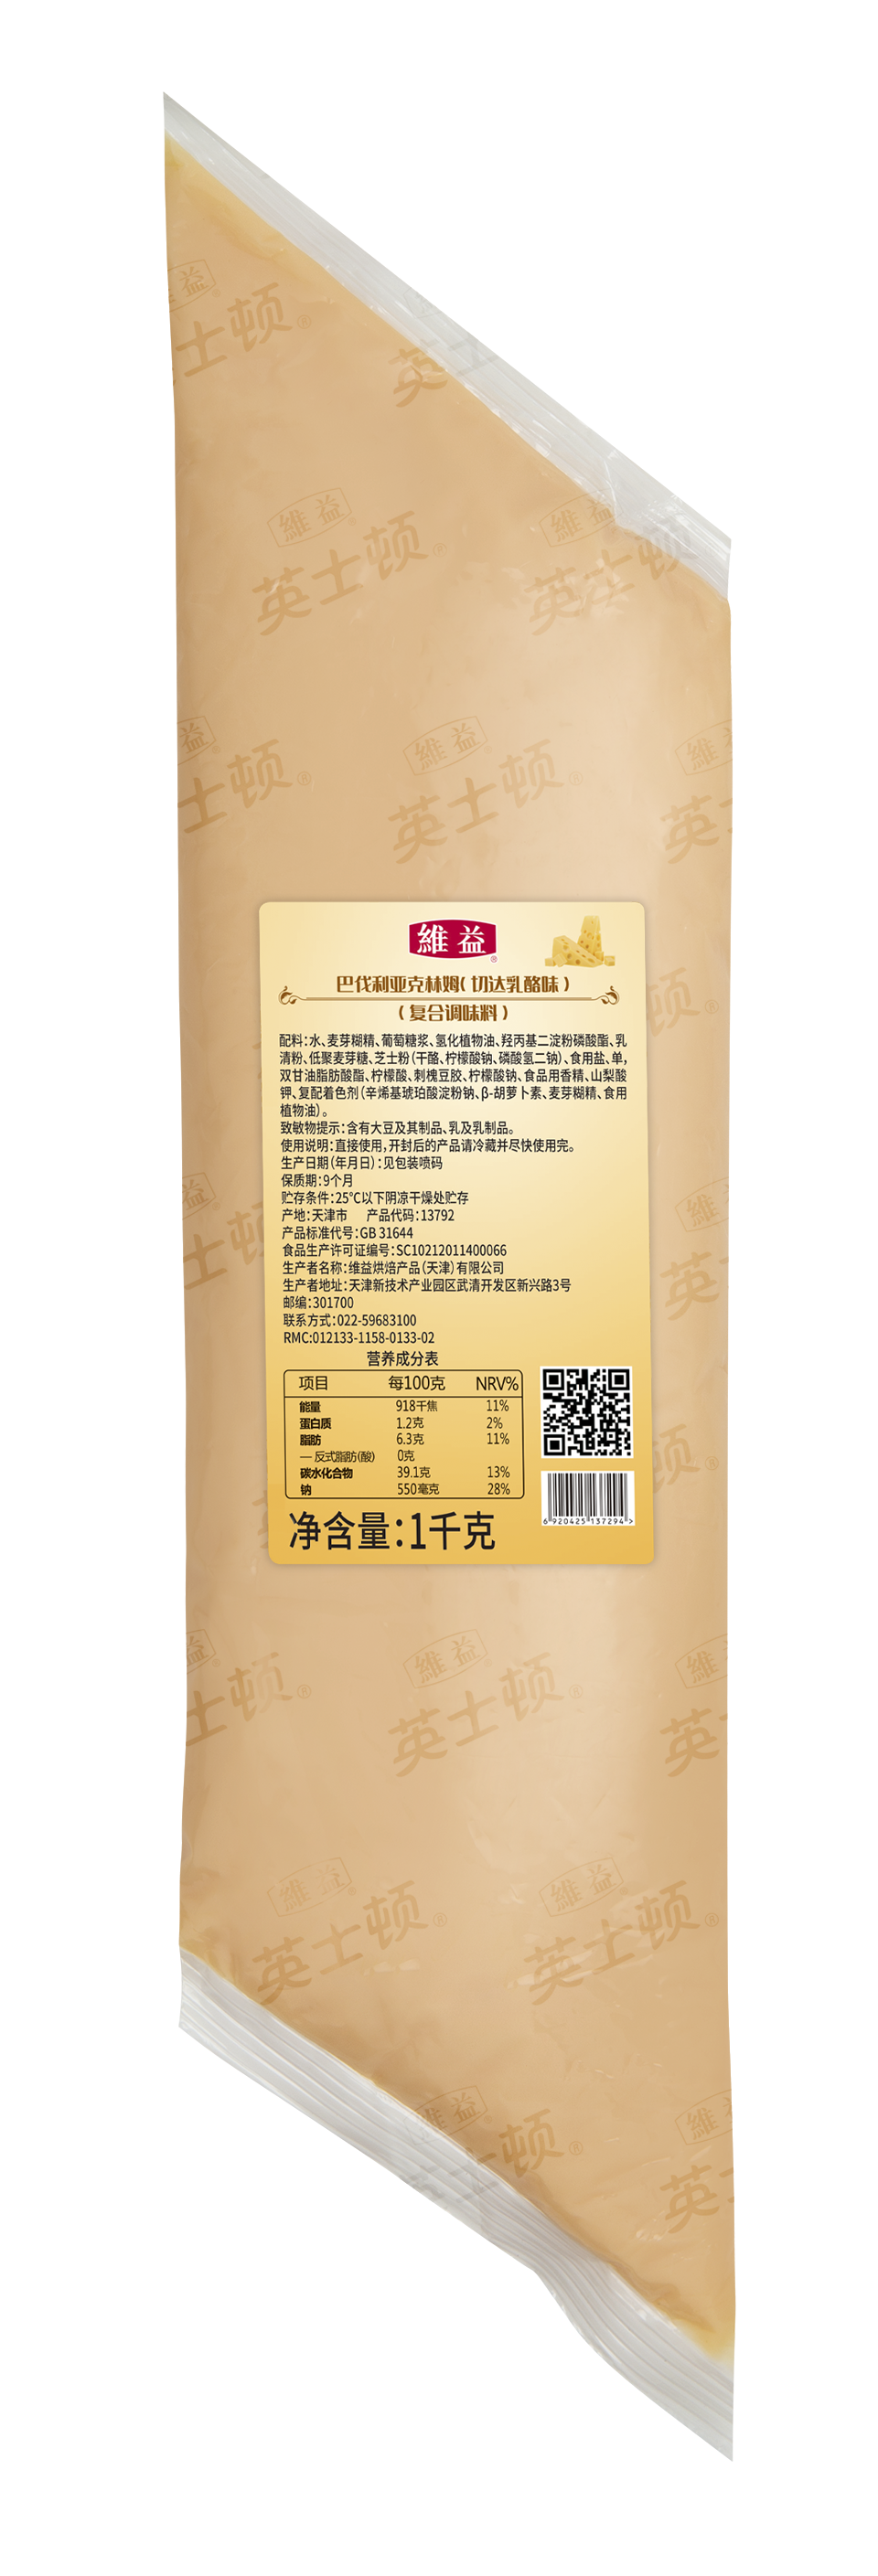 維益
英士顿®
維益®
巴伐利亚克林姆(切达乳酪味)
(复合调味料)
配料:水、麦芽糊精、葡萄糖浆、氢化植物油、羟丙基二淀粉磷酸酯、乳
清粉、低聚麦芽糖、芝士粉(干酪、柠檬酸钠、磷酸氢二钠)、食用盐、单,
双甘油脂肪酸酯、柠檬酸、刺槐豆胶、柠檬酸钠、食品用香精、山梨酸
钾、复配着色剂(辛烯基琥珀酸淀粉钠、β-胡萝卜素、麦芽糊精、食用
植物油)。
致敏物提示:含有大豆及其制品、乳及乳制品。
使用说明:直接使用,开封后的产品请冷藏并尽快使用完。
生产日期(年月日):见包装喷码
保质期:9个月
贮存条件:25°C以下阴凉干燥处贮存
产地:天津市 产品代码:13792
产品标准代号:GB 31644
食品生产许可证编号:SC10212011400066
生产者名称:维益烘焙产品(天津)有限公司
生产者地址:天津新技术产业园区武清开发区新兴路3号
邮编:301700
联系方式:022-59683100
RMC:012133-1158-0133-02
营养成分表
项目 每100克 NRV%
能量 918千焦 11%
蛋白质 1.2克 2%
脂肪 6.3克 11%
— 反式脂肪(酸) 0克
碳水化合物 39.1克 13%
钠 550毫克 28%
6 920425 137294 >
净含量:1千克